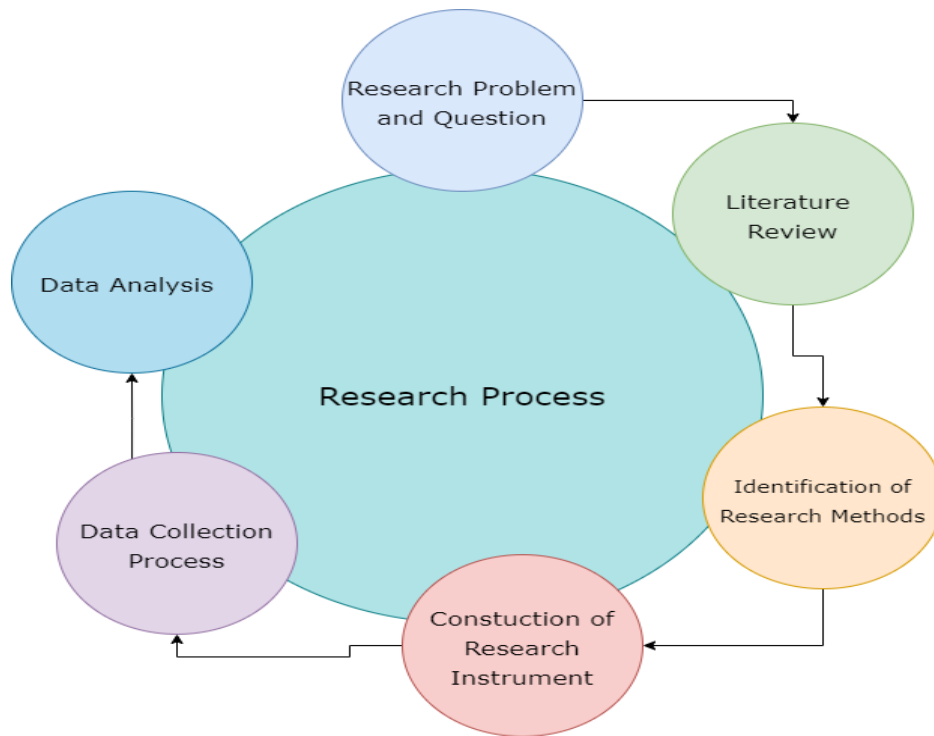 Research Problem
and Question
Literature
Review
Identification of
Research Methods
Constuction of
Research
Instrument
Data Collection
Process
Data Analysis
Research Process